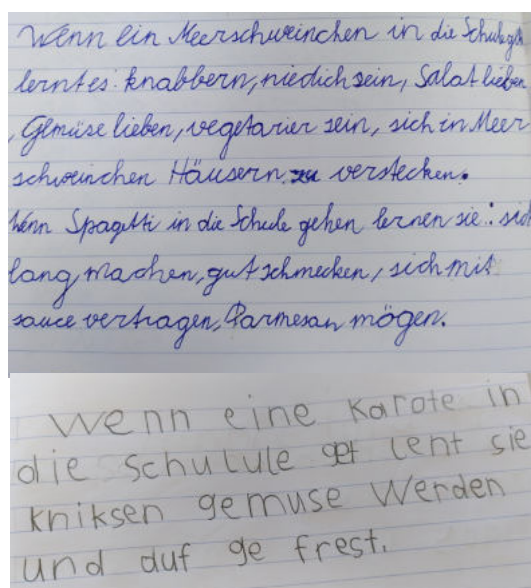 Wenn ein Meerschweinchen in die Schule geht
lernt es: knabbern, niedich sein, Salat lieben
, Gemüse lieben, vegetarier sein, sich in Meer
schweinchen Häusern verstecken.
Wenn Spagetti in die Schule gehen lernen sie: sich
lang machen, gut schmecken, sich mit
sauce vertragen, Parmesan mögen.
Wenn eine Karote in
die Schulule get lent sie
kniksen gemuse Werden
und auf ge frest.